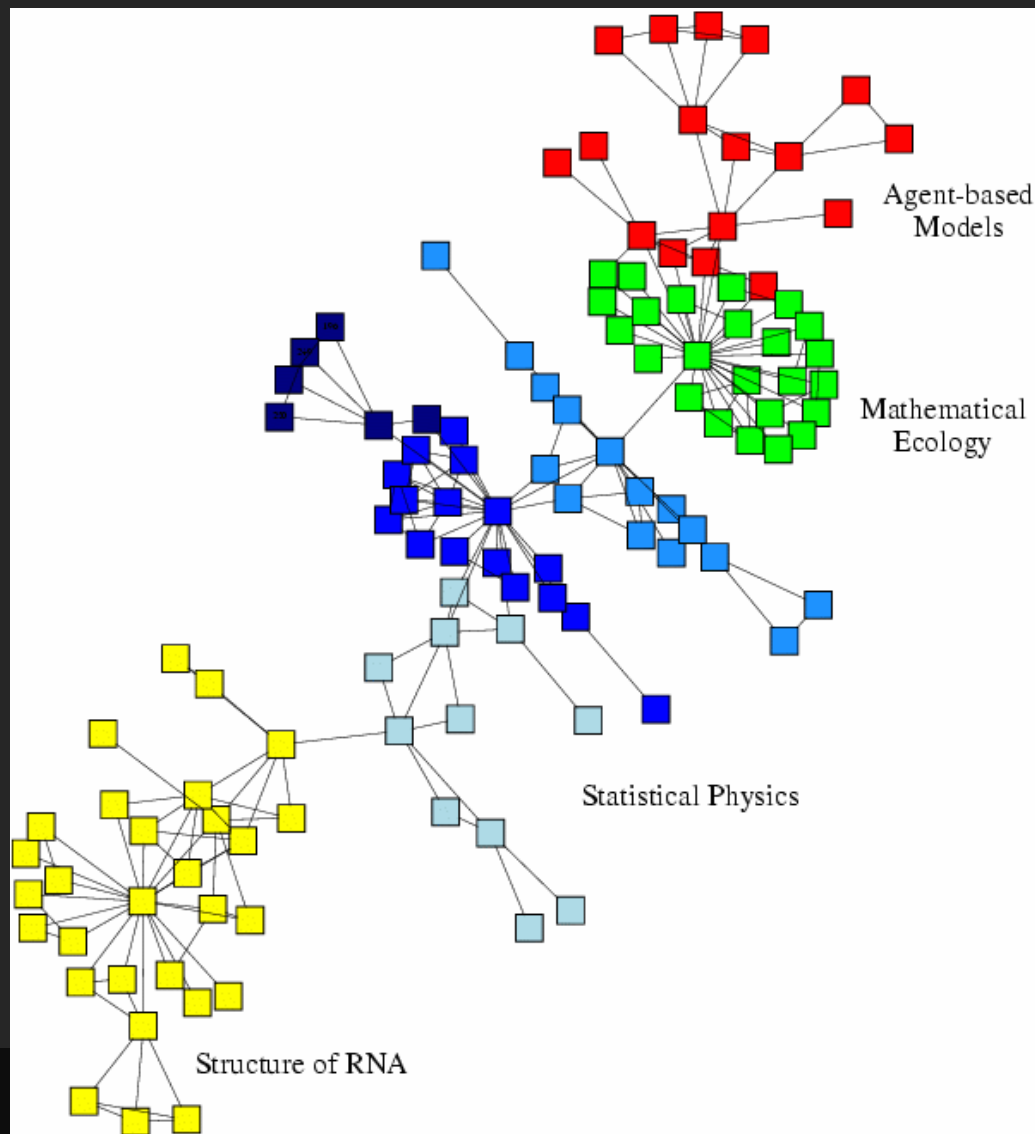 Agent-based
Models
Mathematical
Ecology
Statistical Physics
Structure of RNA